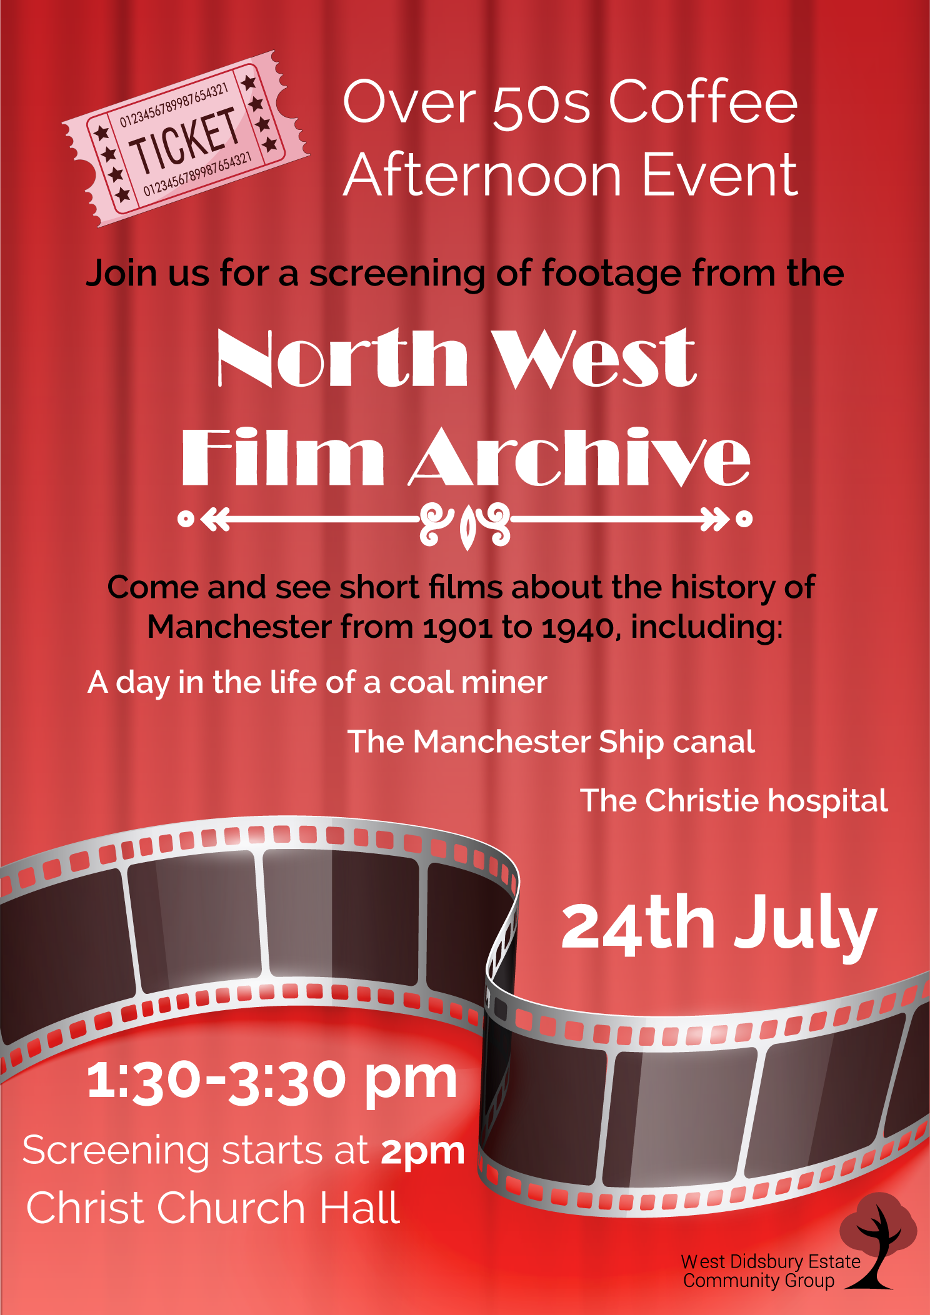 0123456789987654321
TICKET
0123456789987654321
Over 50s Coffee
Afternoon Event
Join us for a screening of footage from the
North West
Film Archive
Come and see short films about the history of
Manchester from 1901 to 1940, including:
A day in the life of a coal miner
The Manchester Ship canal
The Christie hospital
24th July
1:30-3:30 pm
Screening starts at 2pm
Christ Church Hall
West Didsbury Estate
Community Group